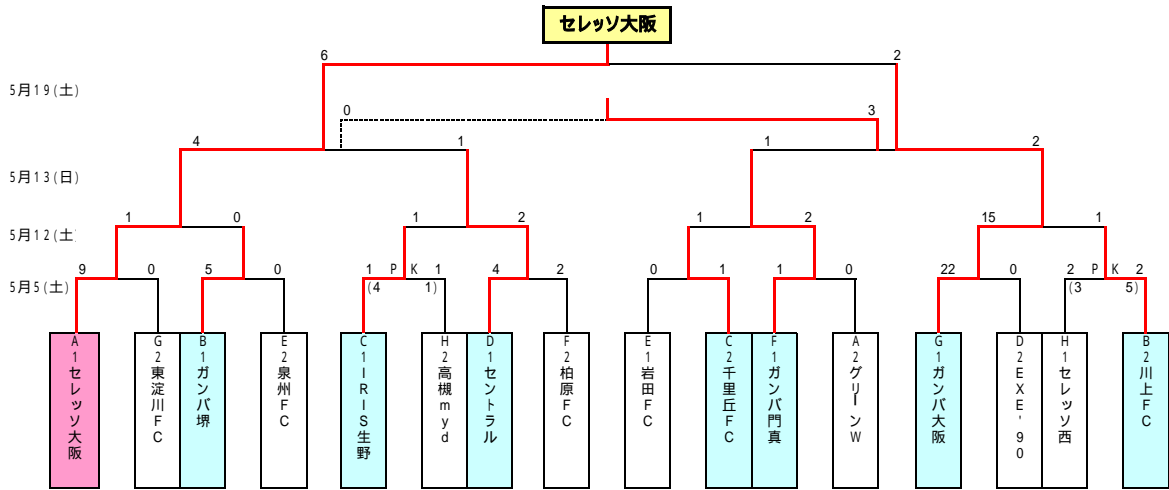 セレッソ大阪
6 2
5月19(土)
0 3
4 1 1 2
5月13(日)
1 0 1 2 1 2 15 1
5月12(土
9 0 5 0 1 P K 1 4 2 0 1 1 0 22 0 2 P K 2
5月5(土)
(4 1) (3 5)
A1セレッソ大阪
G2東淀川FC
B1ガンバ堺
E2泉州FC
C1IRIS生野
H2高槻myd
D1セントラル
F2柏原FC
E1岩田FC
C2千里丘FC
F1ガンバ門真
A2グリーンW
G1ガンバ大阪
D2EXE'90
H1セレッソ西
B2川上FC